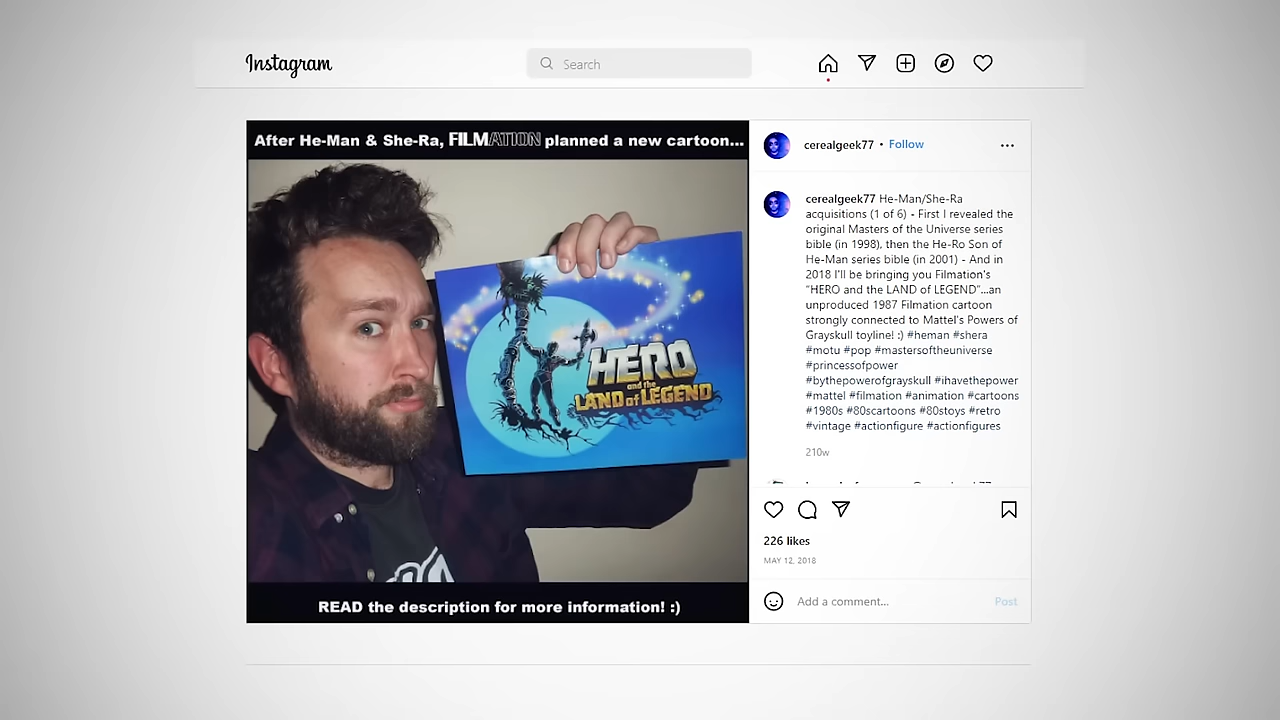 Instagram
Search
After He-Man & She-Ra, FILMATION planned a new cartoon...
HERO
and the
LAND of LEGEND
READ the description for more information! :)
cerealgeek77 • Follow
cerealgeek77 He-Man/She-Ra
acquisitions (1 of 6) - First I revealed the
original Masters of the Universe series
bible (in 1998), then the He-Ro Son of
He-Man series bible (in 2001) - And in
2018 I'll be bringing you Filmation's
"HERO and the LAND of LEGEND"...an
unproduced 1987 Filmation cartoon
strongly connected to Mattel's Powers of
Grayskull toyline! :) #heman #shera
#motu #pop #mastersoftheuniverse
#princessofpower
#bythepowerofgrayskull #ihavethepower
#mattel #filmation #animation #cartoons
#1980s #80scartoons #80stoys #retro
#vintage #actionfigure #actionfigures
210w
226 likes
MAY 12, 2018
Add a comment...
Post